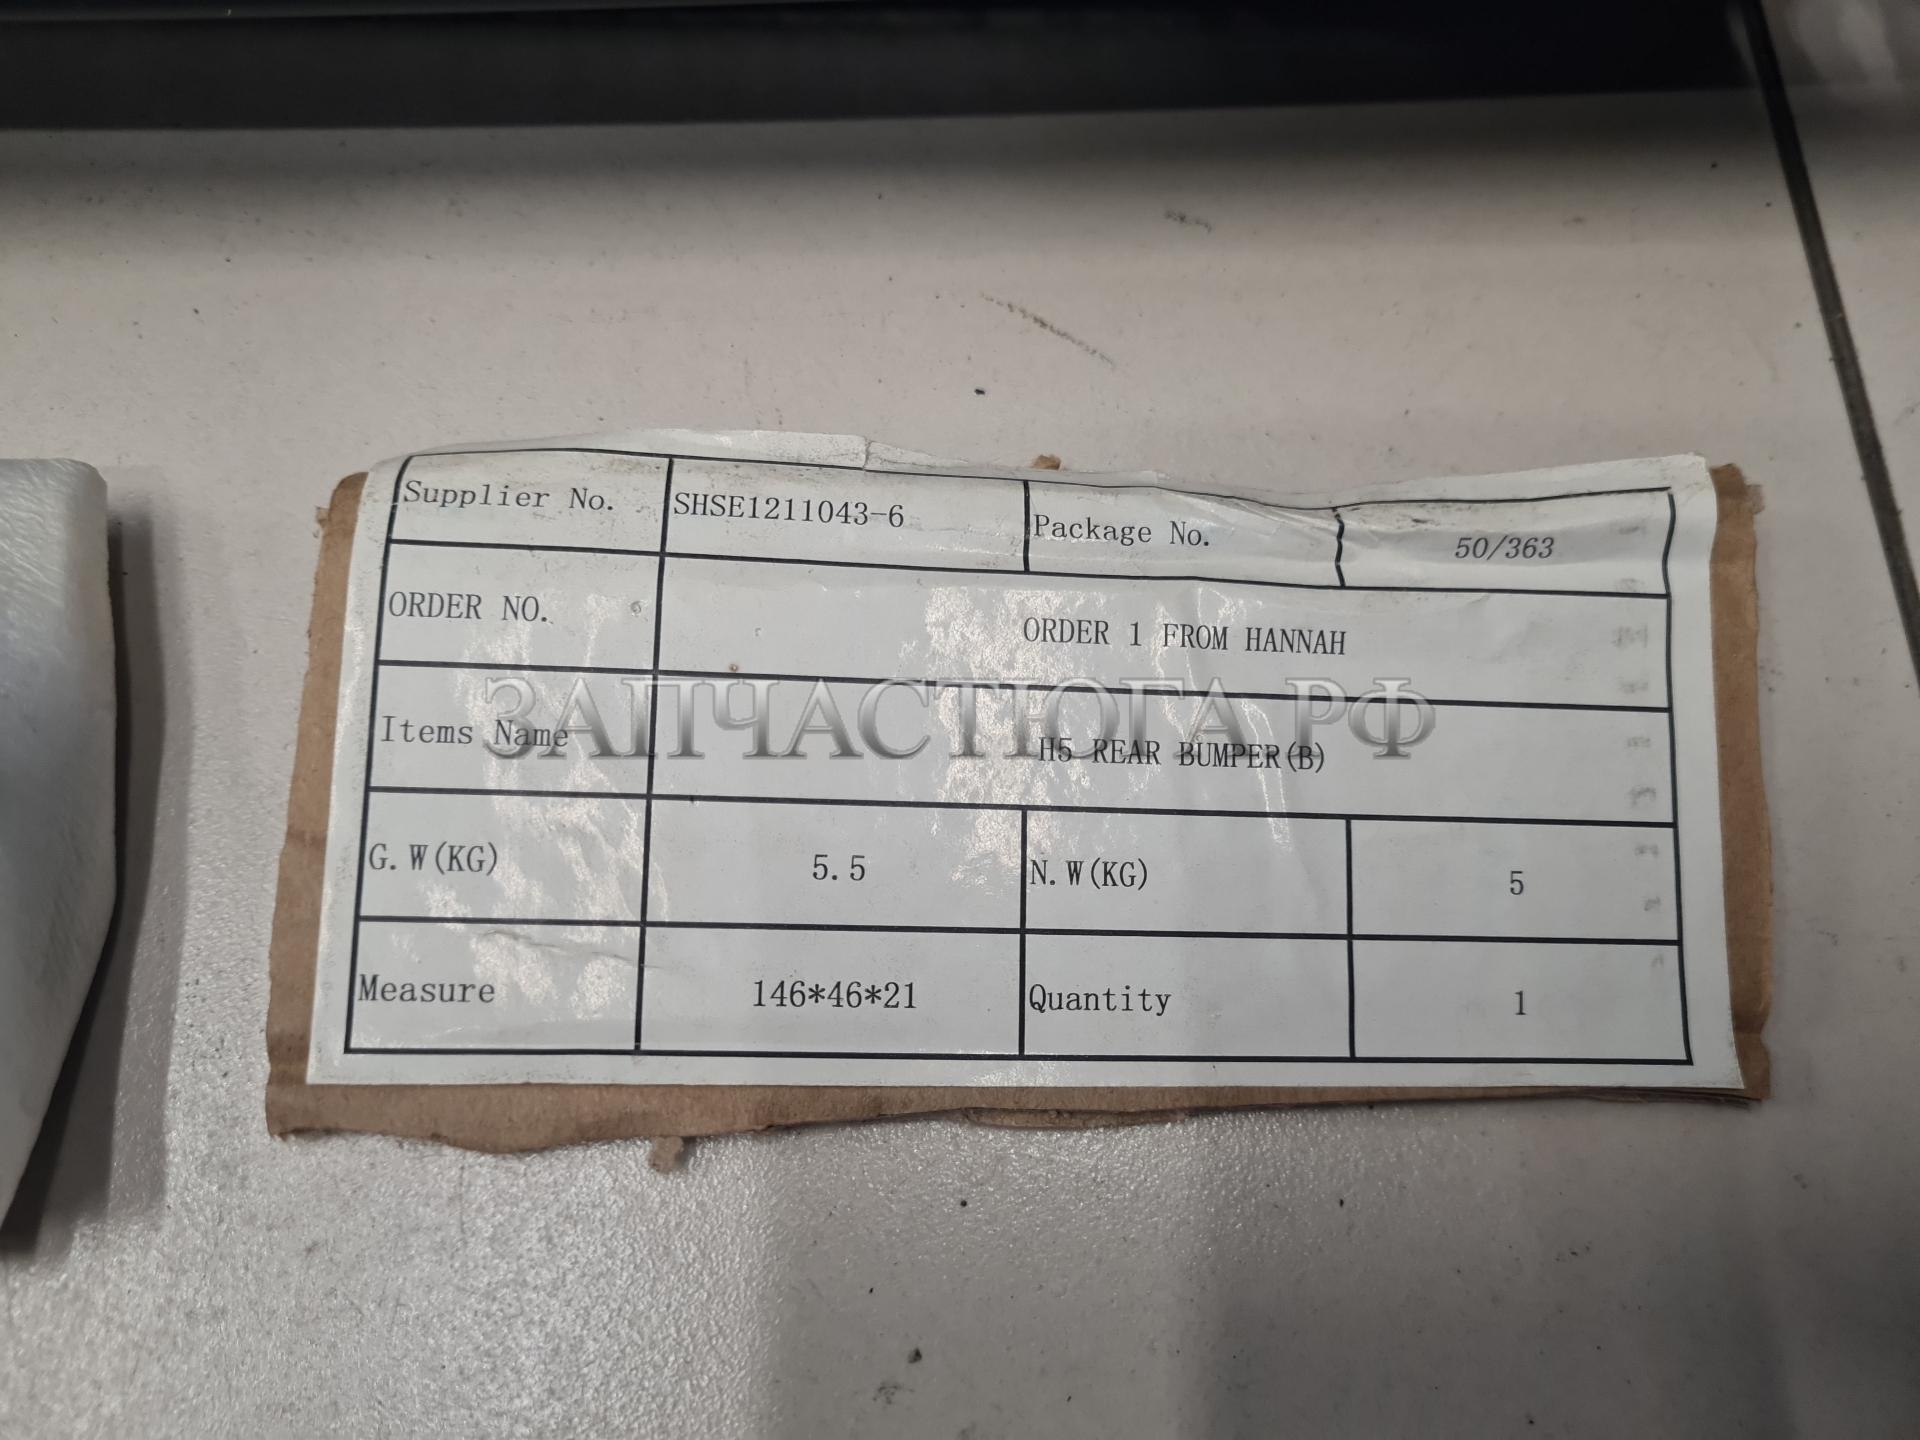 Supplier No. SHSE1211043-6 Package No. 50/363
ORDER NO. ORDER 1 FROM HANNAH
ЗАПЧАСТЮГА.РФ
Items Name H5 REAR BUMPER(B)
G.W(KG) 5.5 N.W(KG) 5
Measure 146*46*21 Quantity 1